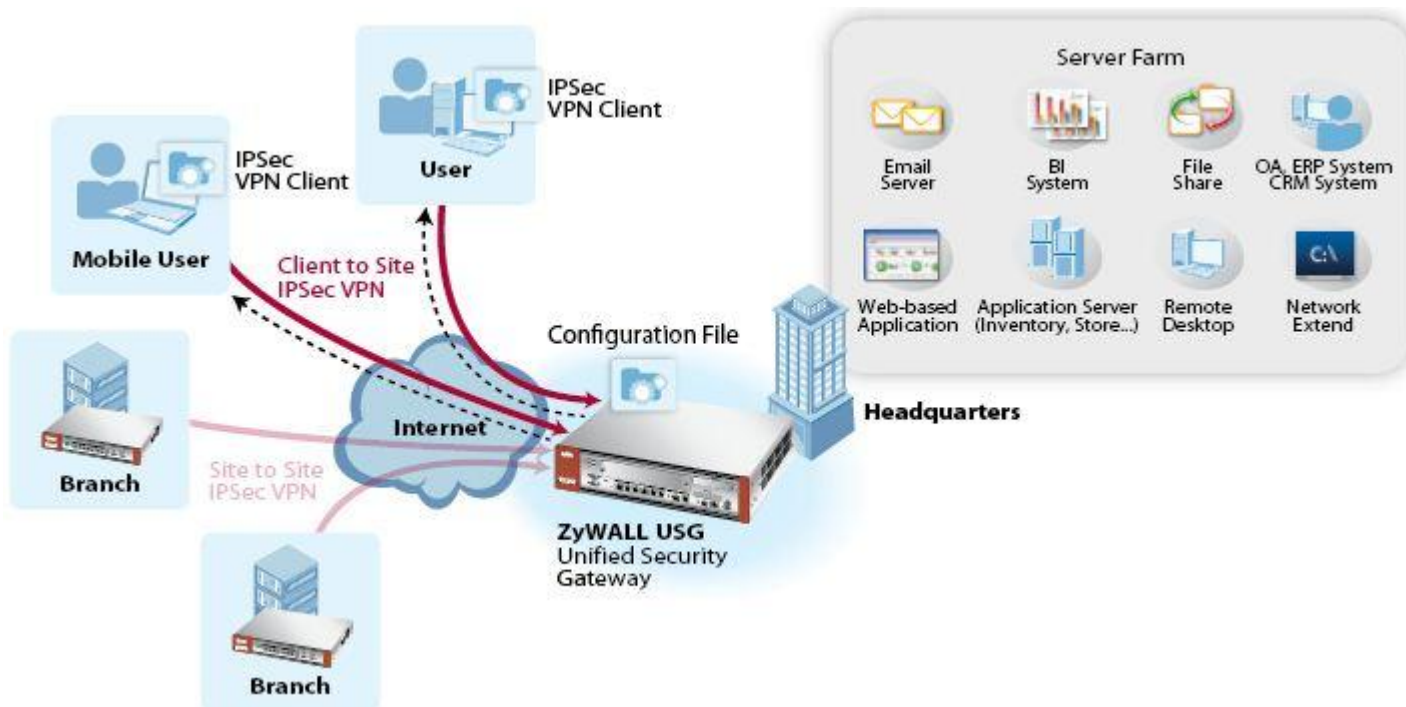 IPSec
VPN Client
User
IPSec
VPN Client
Mobile User
Client to Site
IPSec VPN
Internet
Branch
Site to Site
IPSec VPN
Branch
Configuration File
ZyWALL USG
Unified Security
Gateway
Headquarters
Server Farm
Email
Server
BI
System
File
Share
OA, ERP System
CRM System
Web-based
Application
Application Server
(Inventory, Store...)
Remote
Desktop
C:\
Network
Extend